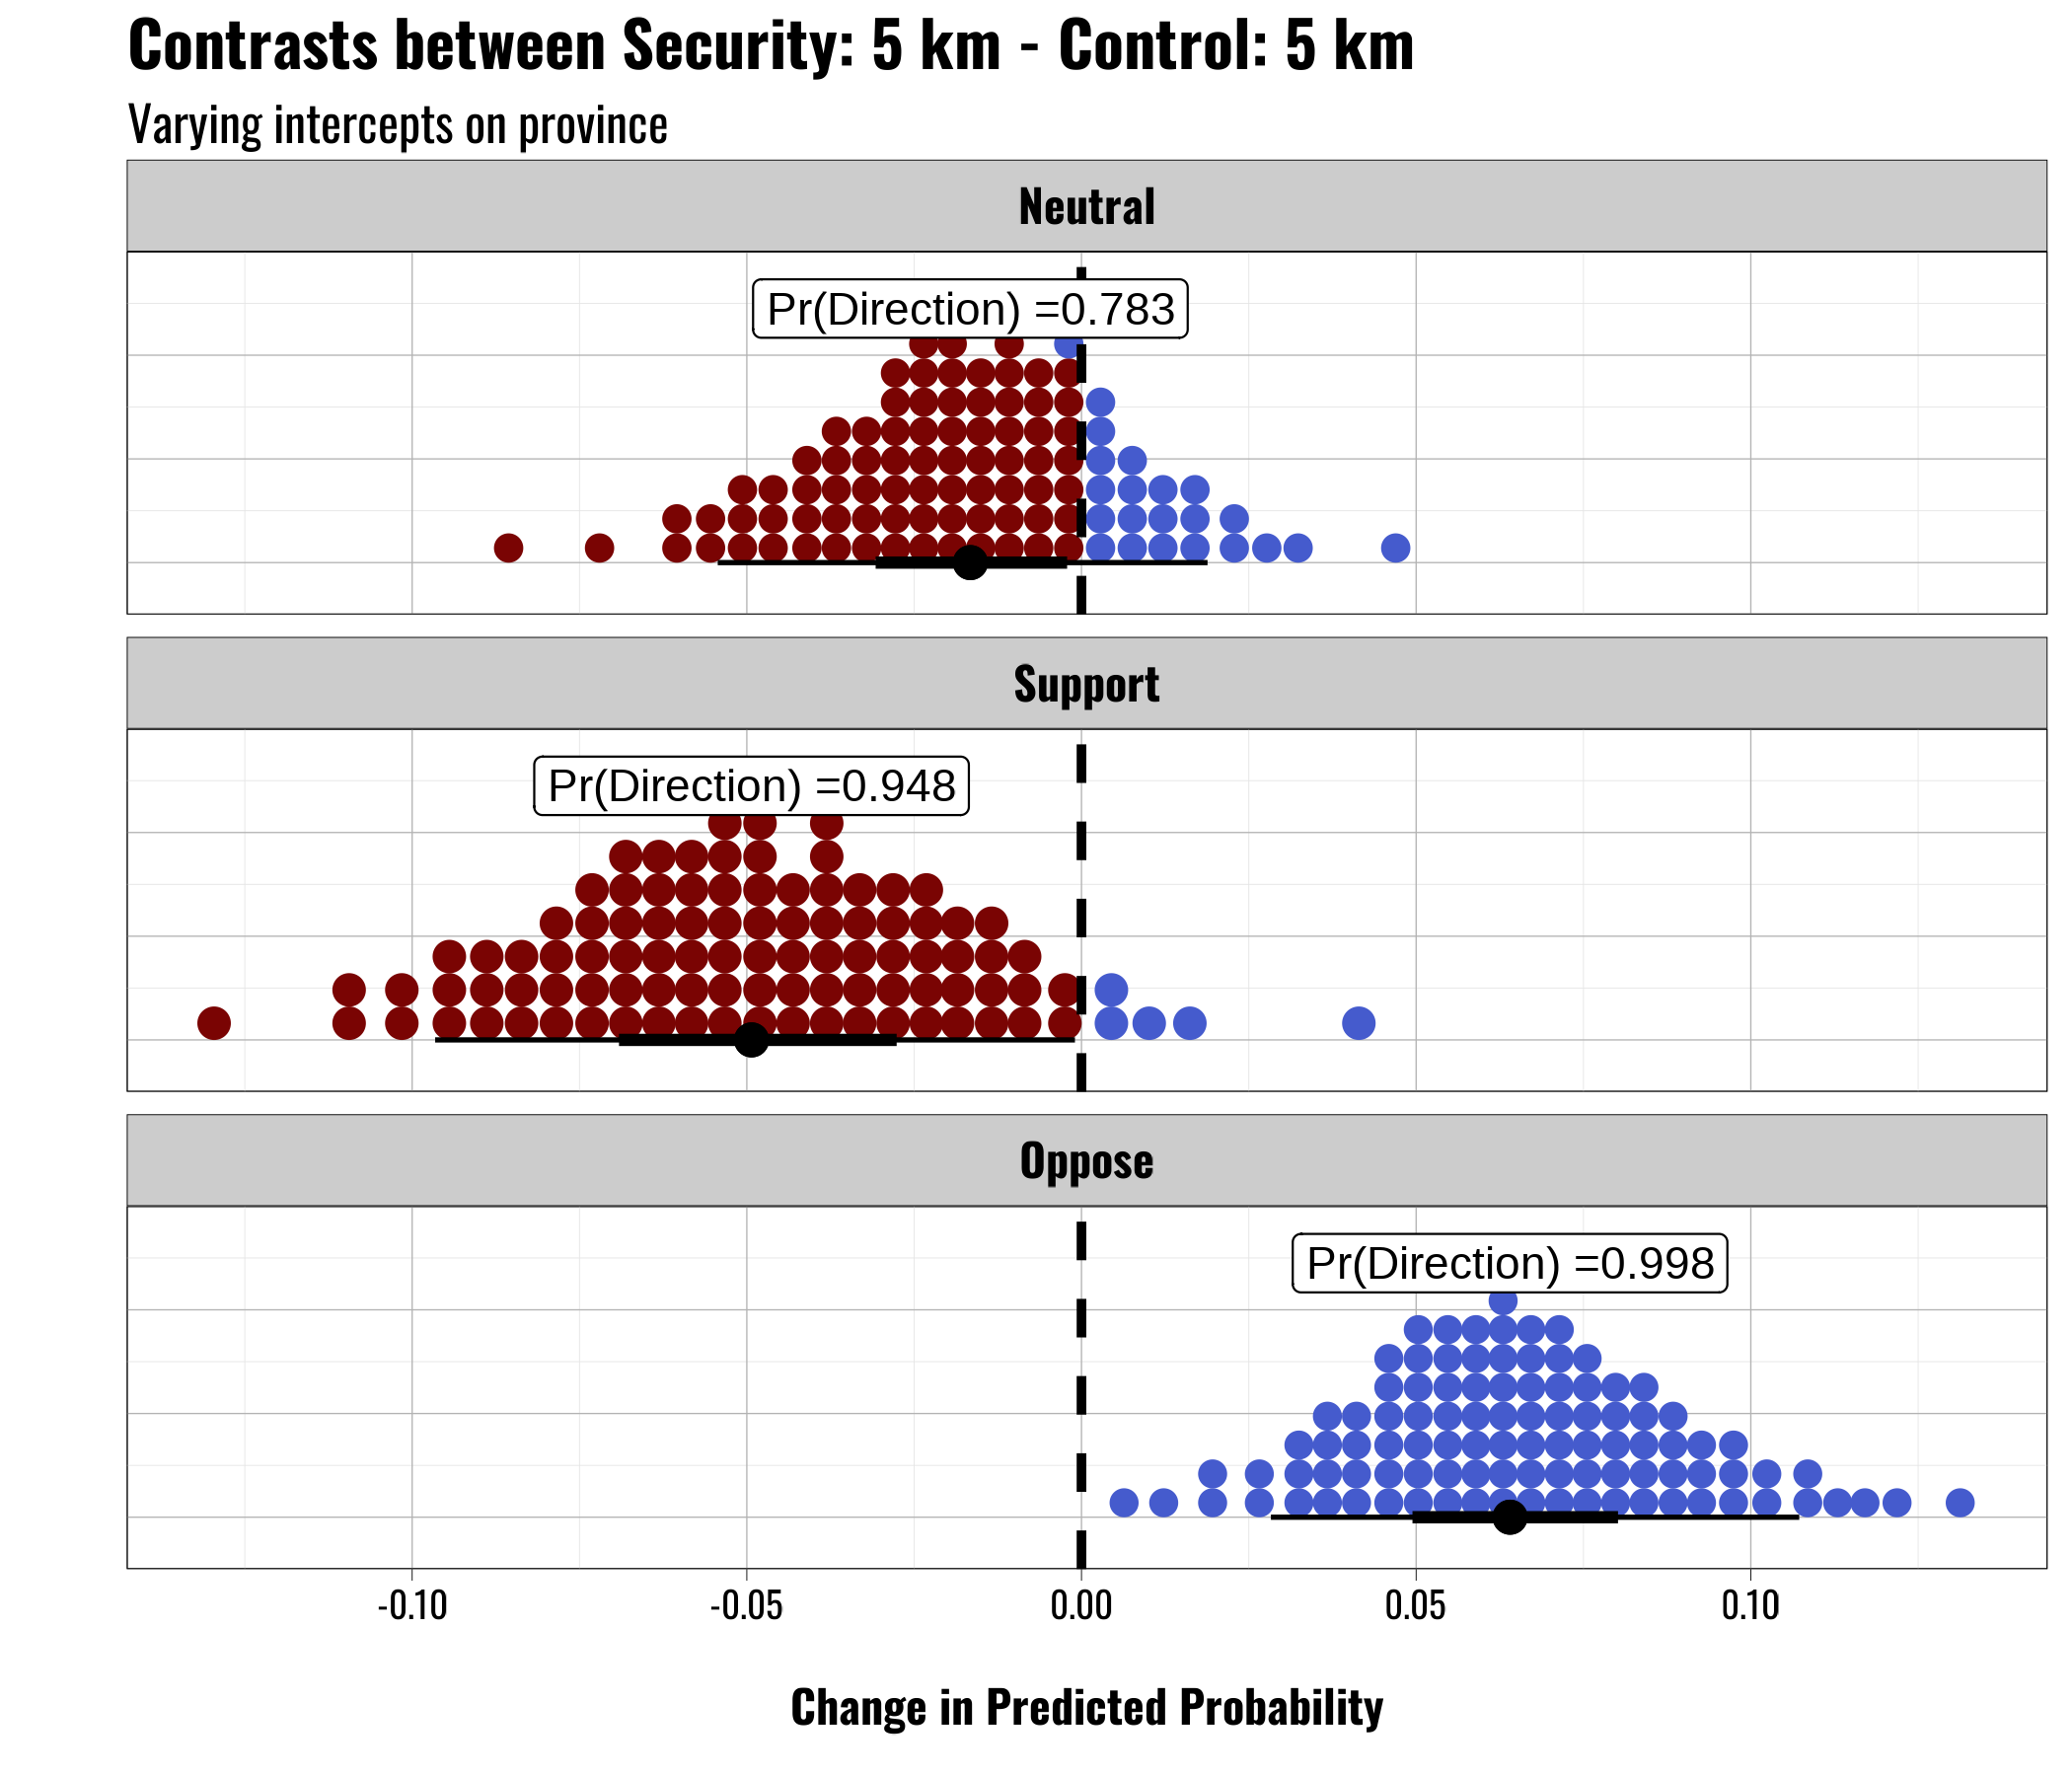 Contrasts between Security: 5 km - Control: 5 km
Varying intercepts on province
Neutral
Pr(Direction) =0.783
Support
Pr(Direction) =0.948
Oppose
Pr(Direction) =0.998
-0.10 -0.05 0.00 0.05 0.10
Change in Predicted Probability